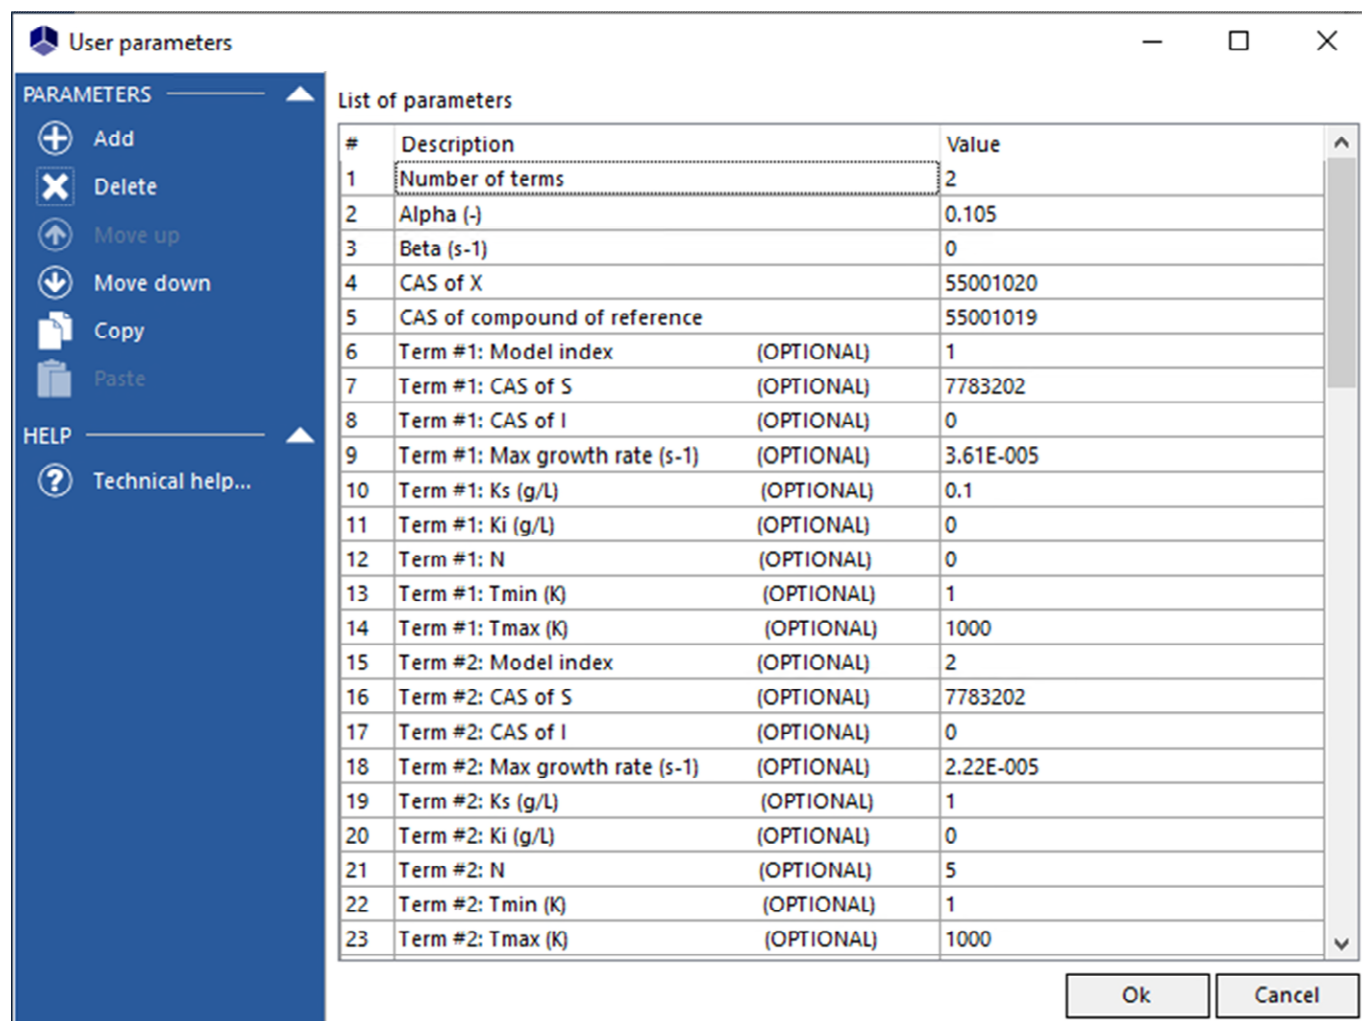 User parameters
PARAMETERS
Add
Delete
Move up
Move down
Copy
Paste
HELP
Technical help...
List of parameters
# Description Value
1 Number of terms 2
2 Alpha (-) 0.105
3 Beta (s-1) 0
4 CAS of X 55001020
5 CAS of compound of reference 55001019
6 Term #1: Model index (OPTIONAL) 1
7 Term #1: CAS of S (OPTIONAL) 7783202
8 Term #1: CAS of I (OPTIONAL) 0
9 Term #1: Max growth rate (s-1) (OPTIONAL) 3.61E-005
10 Term #1: Ks (g/L) (OPTIONAL) 0.1
11 Term #1: Ki (g/L) (OPTIONAL) 0
12 Term #1: N (OPTIONAL) 0
13 Term #1: Tmin (K) (OPTIONAL) 1
14 Term #1: Tmax (K) (OPTIONAL) 1000
15 Term #2: Model index (OPTIONAL) 2
16 Term #2: CAS of S (OPTIONAL) 7783202
17 Term #2: CAS of I (OPTIONAL) 0
18 Term #2: Max growth rate (s-1) (OPTIONAL) 2.22E-005
19 Term #2: Ks (g/L) (OPTIONAL) 1
20 Term #2: Ki (g/L) (OPTIONAL) 0
21 Term #2: N (OPTIONAL) 5
22 Term #2: Tmin (K) (OPTIONAL) 1
23 Term #2: Tmax (K) (OPTIONAL) 1000
Ok Cancel